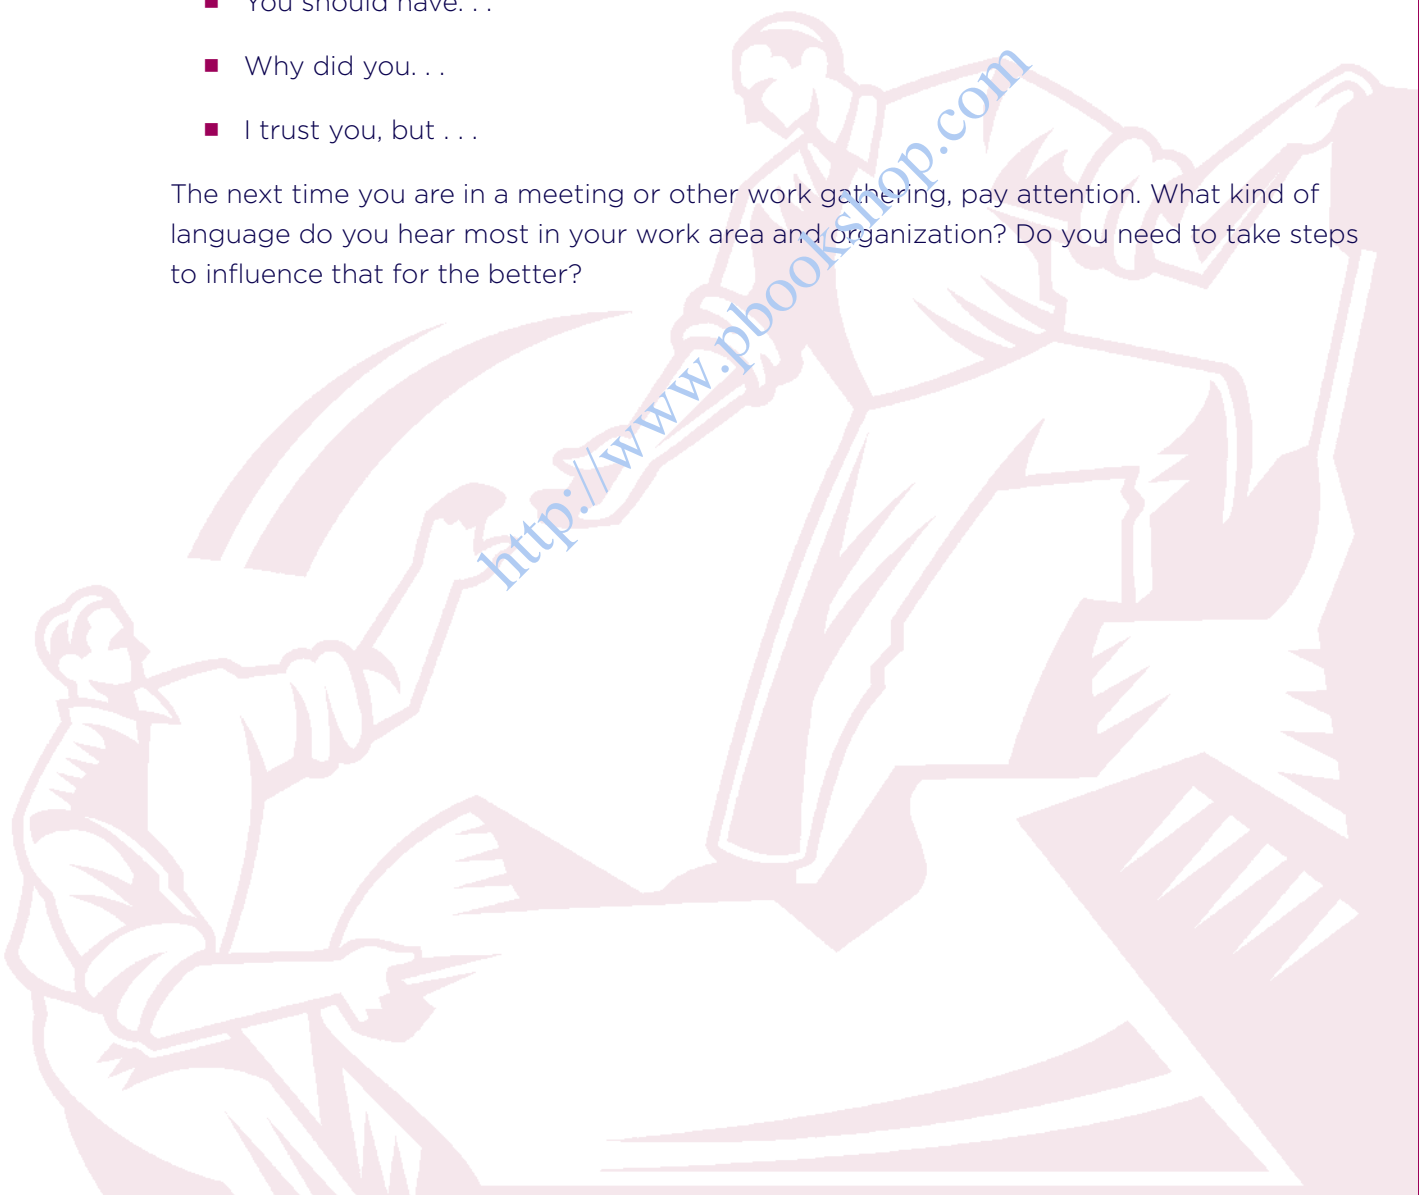 ■ You should have. . .
■ Why did you. . .
■ I trust you, but . . .
The next time you are in a meeting or other work gathering, pay attention. What kind of
language do you hear most in your work area and organization? Do you need to take steps
to influence that for the better?
http://www.pbookshop.com